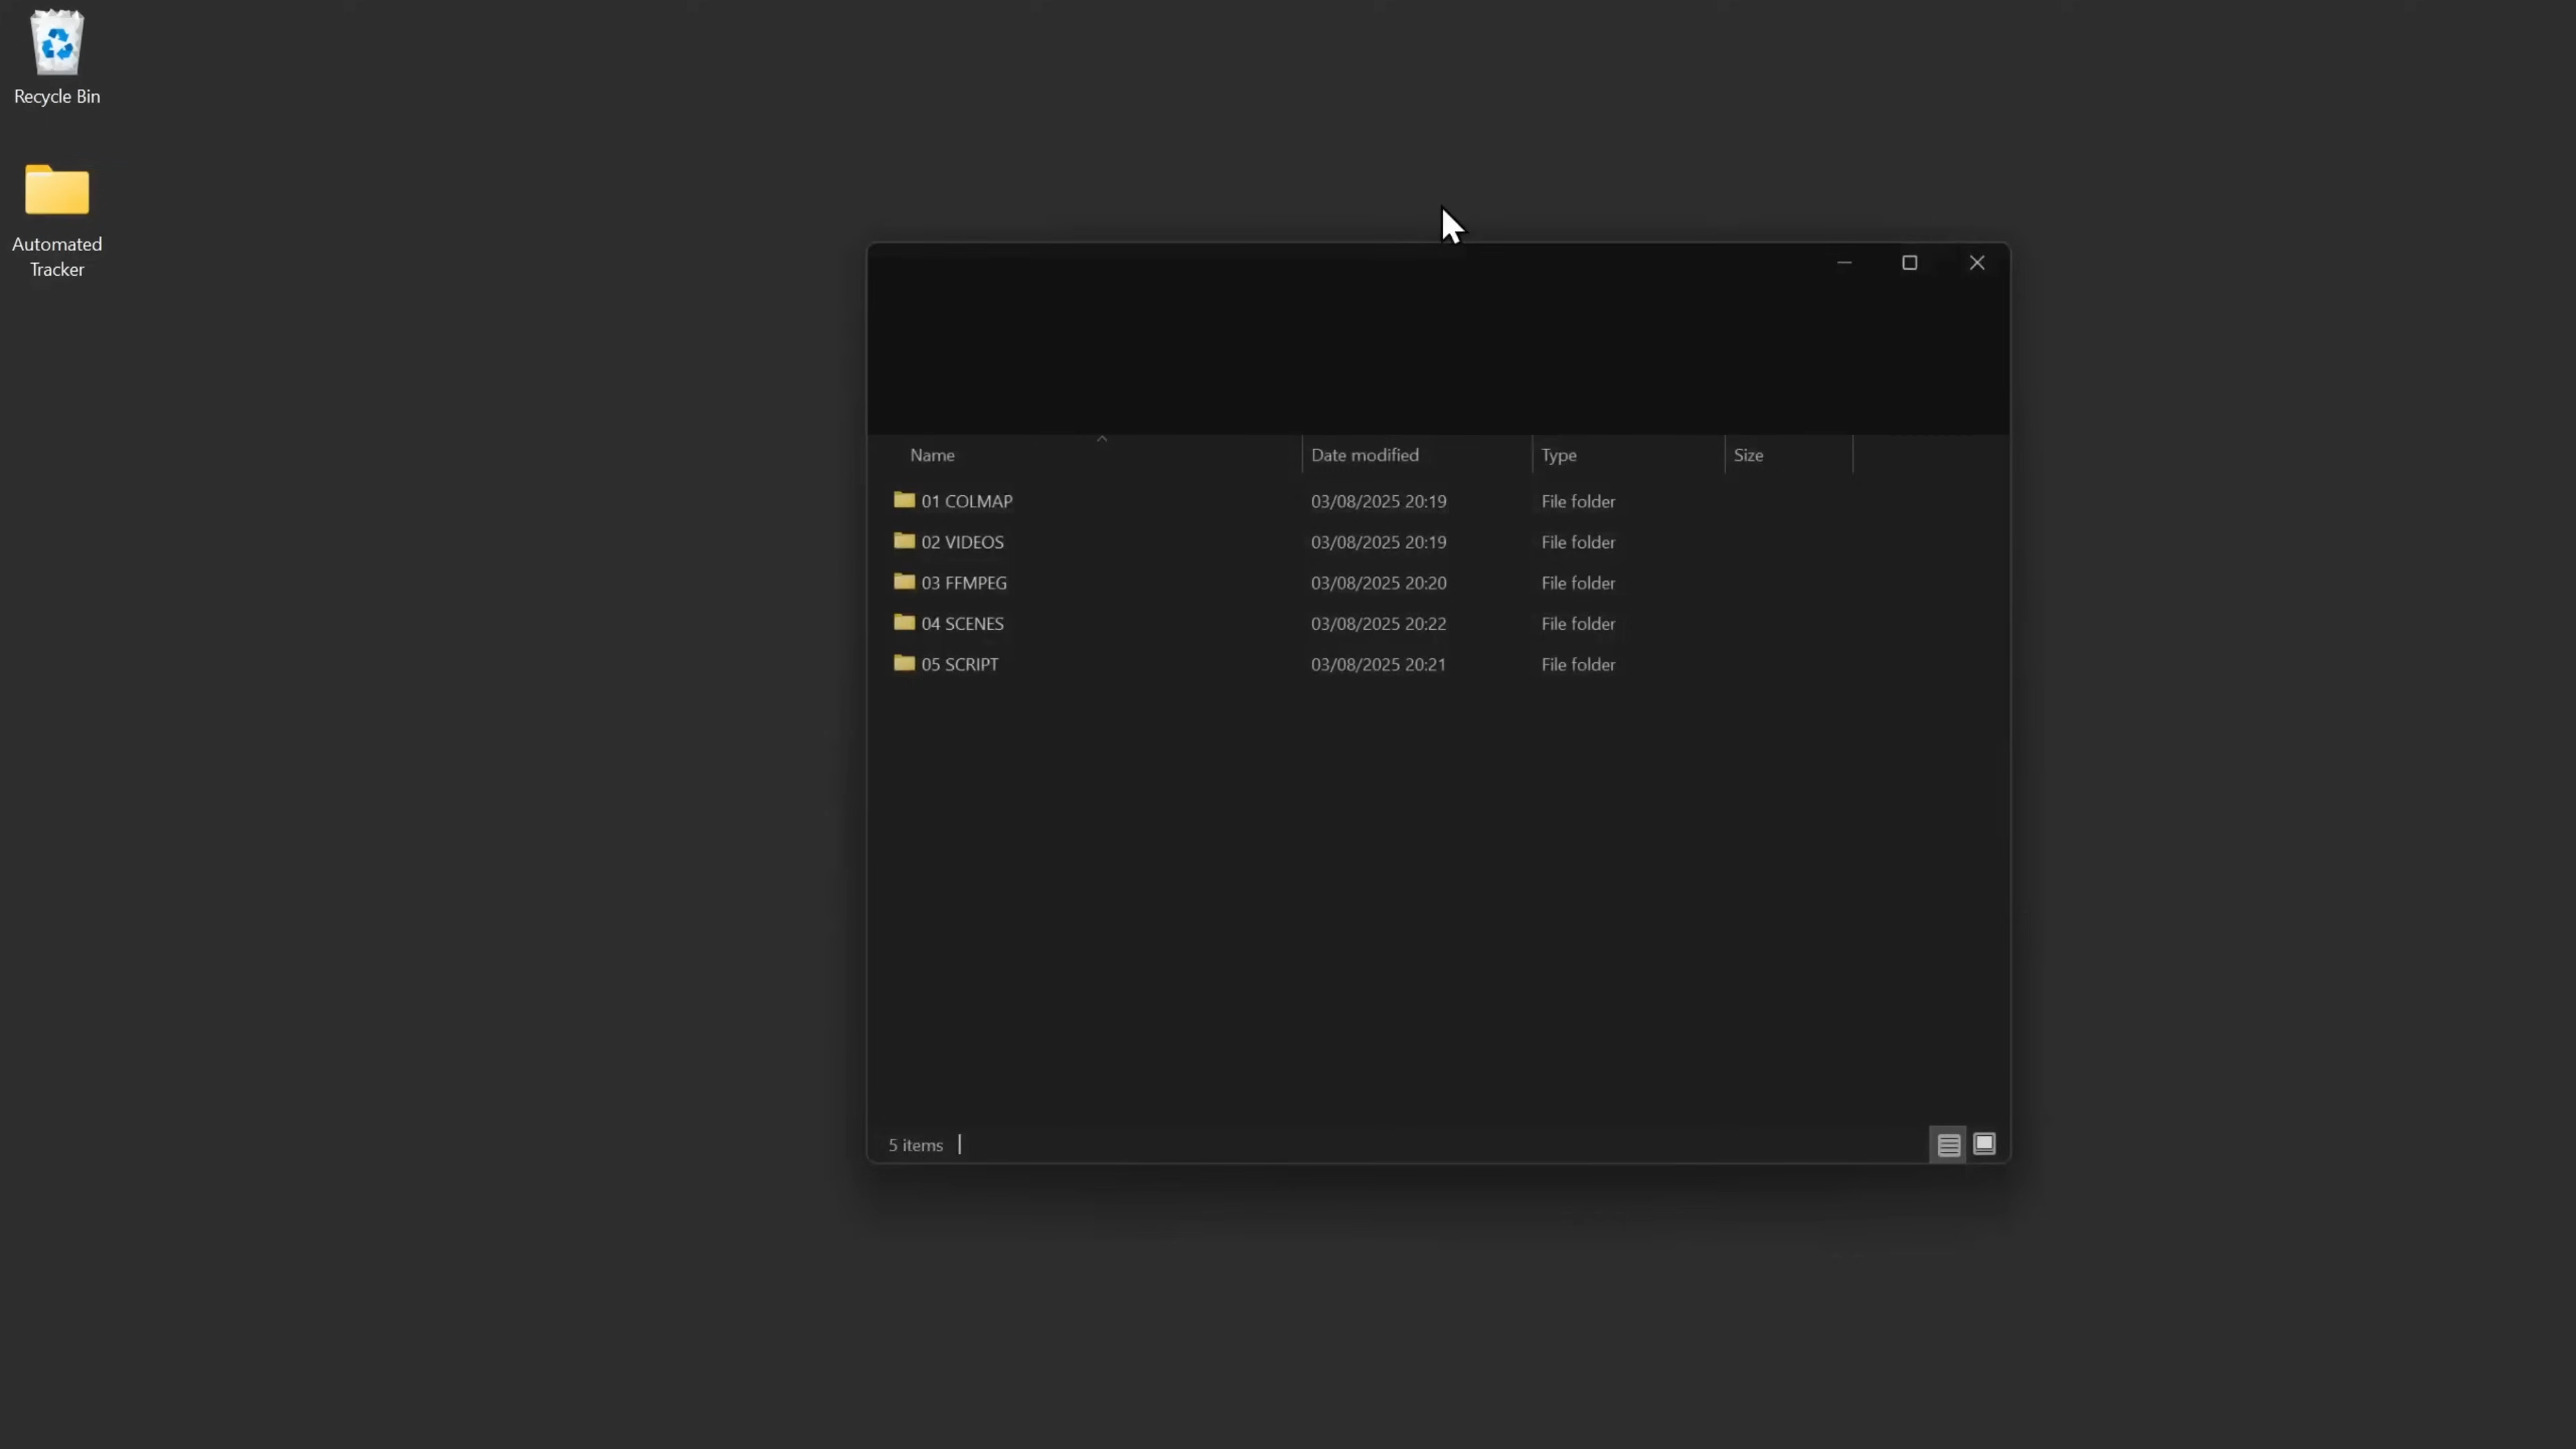 Recycle Bin
Automated
Tracker
Name Date modified Type Size
01 COLMAP 03/08/2025 20:19 File folder
02 VIDEOS 03/08/2025 20:19 File folder
03 FFMPEG 03/08/2025 20:20 File folder
04 SCENES 03/08/2025 20:22 File folder
05 SCRIPT 03/08/2025 20:21 File folder
5 items